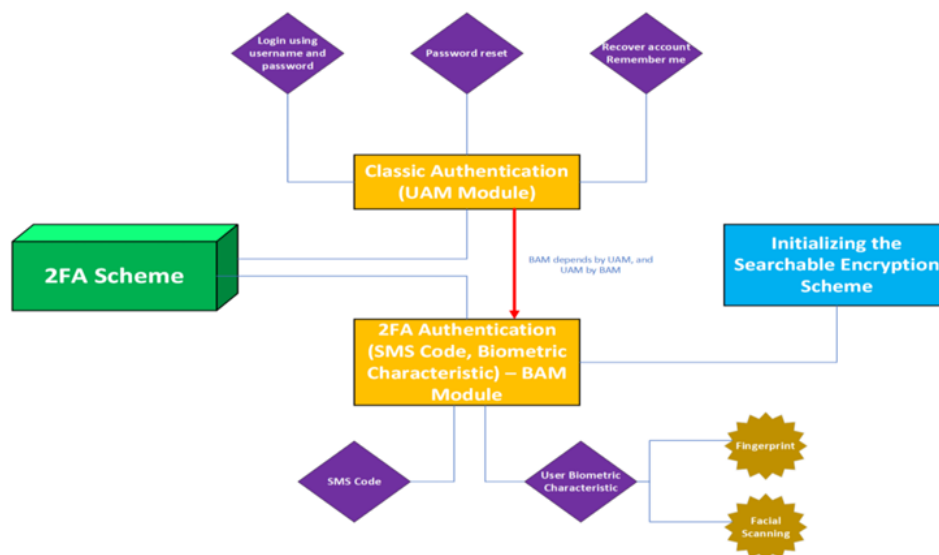 Login using
username and
password
Password reset
Recover account
Remember me
Classic Authentication
(UAM Module)
2FA Scheme
BAM depends by UAM, and
UAM by BAM
Initializing the
Searchable Encryption
Scheme
2FA Authentication
(SMS Code, Biometric
Characteristic) – BAM
Module
SMS Code
User Biometric
Characteristic
Fingerprint
Facial
Scanning